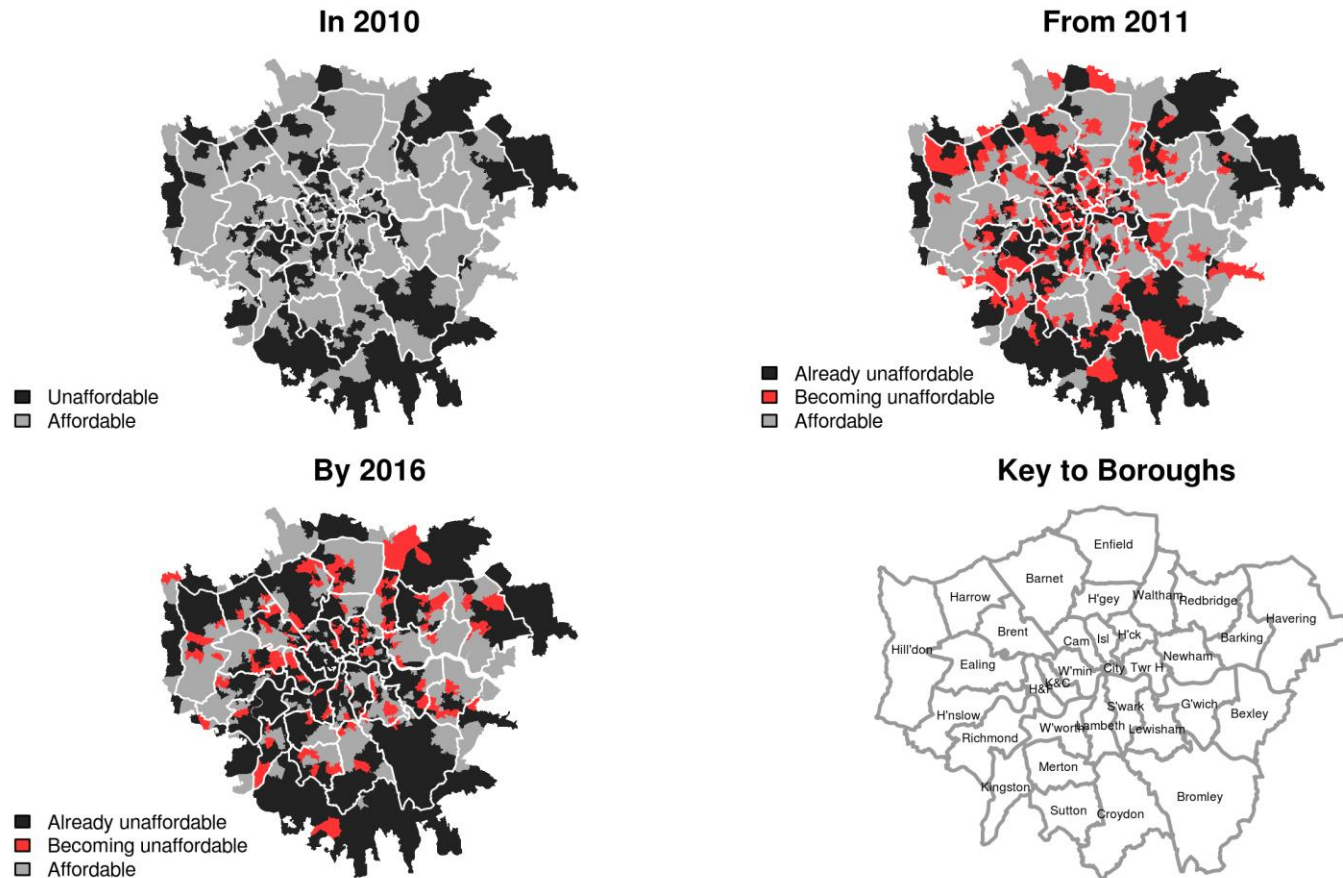 In 2010
Unaffordable
Affordable
From 2011
Already unaffordable
Becoming unaffordable
Affordable
By 2016
Already unaffordable
Becoming unaffordable
Affordable
Key to Boroughs
Enfield
Barnet
Harrow
H'gey
Waltham
Redbridge
Havering
Brent
Cam
Isl
H'ck
Barking
Hill'don
Ealing
W'min
City
Twr H
Newham
H&F
K&C
H'nslow
S'wark
G'wich
Bexley
Richmond
W'worth
Lambeth
Lewisham
Merton
Kingston
Sutton
Croydon
Bromley